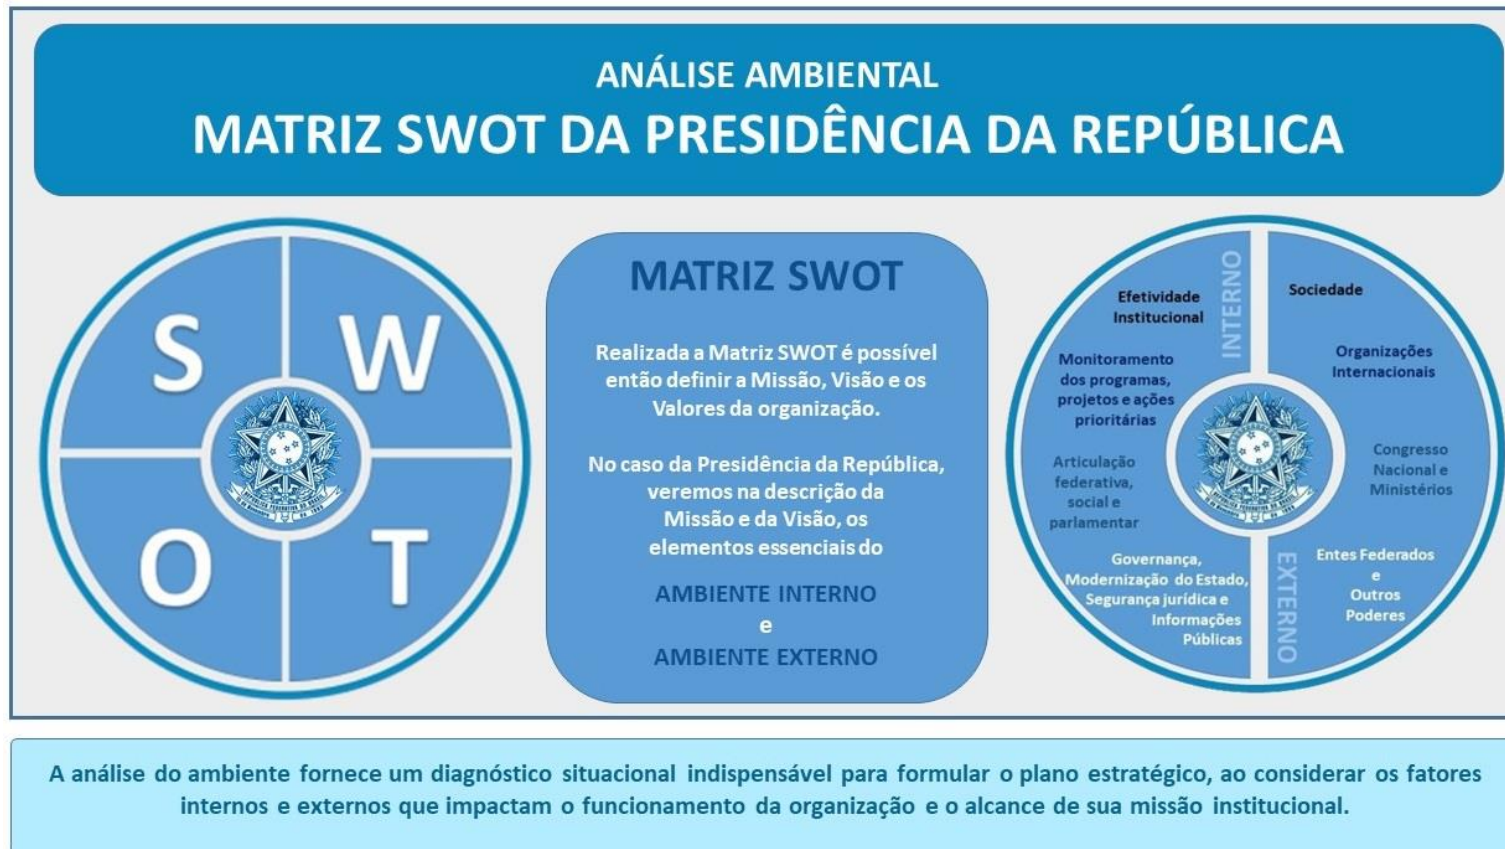 ANÁLISE AMBIENTAL
MATRIZ SWOT DA PRESIDÊNCIA DA REPÚBLICA
S
W
O
T
MATRIZ SWOT
Realizada a Matriz SWOT é possível
então definir a Missão, Visão e os
Valores da organização.
No caso da Presidência da República,
veremos na descrição da
Missão e da Visão, os
elementos essenciais do
AMBIENTE INTERNO
e
AMBIENTE EXTERNO
INTERNO
Efetividade
Institucional
Monitoramento
dos programas,
projetos e ações
prioritárias
Articulação
federativa,
social e
parlamentar
Governança,
Modernização do Estado,
Segurança jurídica e
Informações
Públicas
EXTERNO
Sociedade
Organizações
Internacionais
Congresso
Nacional e
Ministérios
Entes Federados
e
Outros
Poderes
A análise do ambiente fornece um diagnóstico situacional indispensável para formular o plano estratégico, ao considerar os fatores
internos e externos que impactam o funcionamento da organização e o alcance de sua missão institucional.